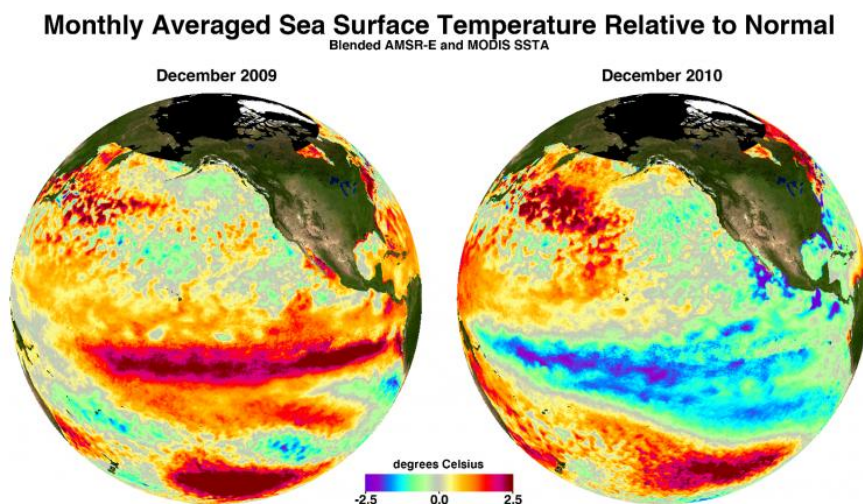 Monthly Averaged Sea Surface Temperature Relative to Normal
Blended AMSR-E and MODIS SSTA
December 2009
December 2010
degrees Celsius
-2.5 0.0 2.5